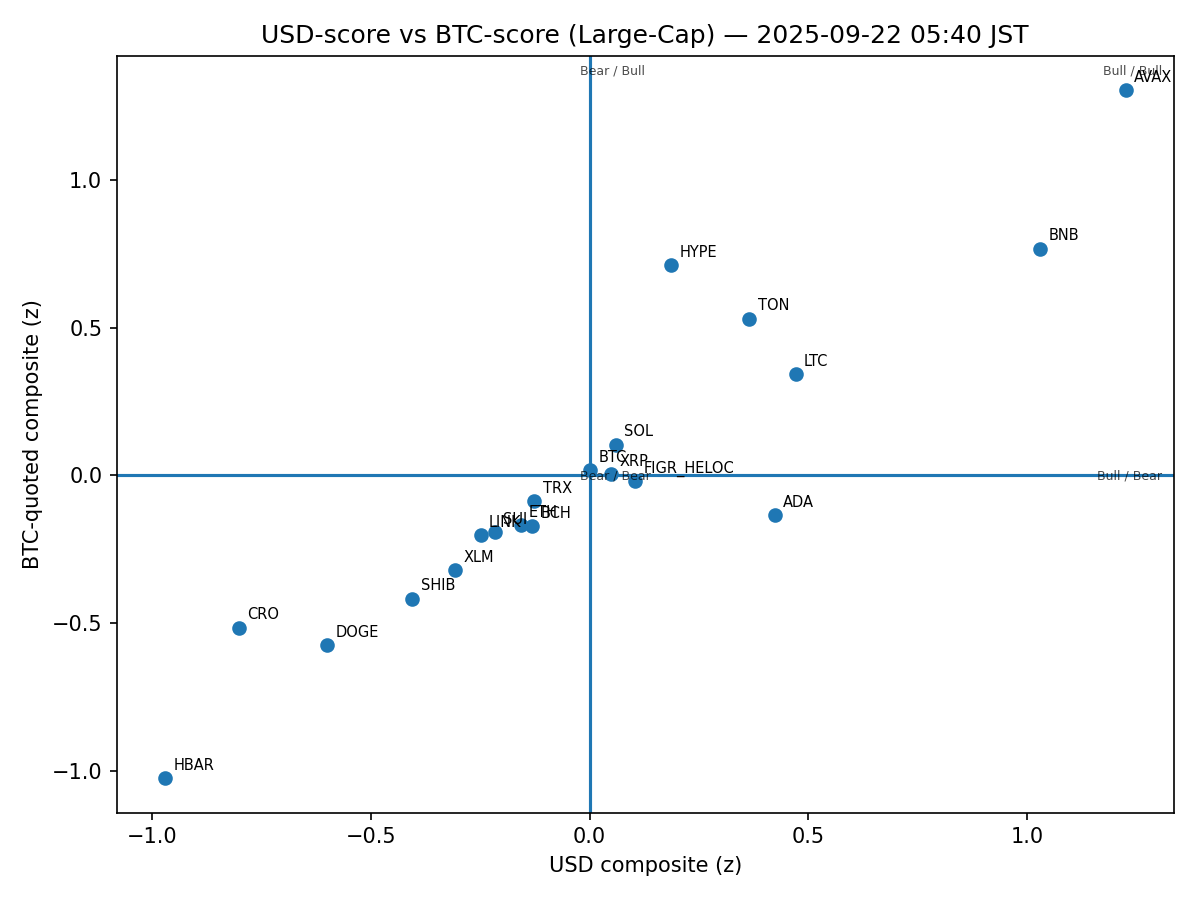 USD-score vs BTC-score (Large-Cap) — 2025-09-22 05:40 JST
Bear / Bull
Bull / Bull
AVAX
1.0
BNB
HYPE
TON
0.5
LTC
SOL
BTC
XRP
FIGR_HELOC
0.0
Bear / Bear
Bull / Bear
TRX
ADA
LINK
SUI
ETH
BCH
XLM
SHIB
−0.5
CRO
DOGE
HBAR
−1.0
−1.0
−0.5
0.0
0.5
1.0
USD composite (z)
BTC-quoted composite (z)